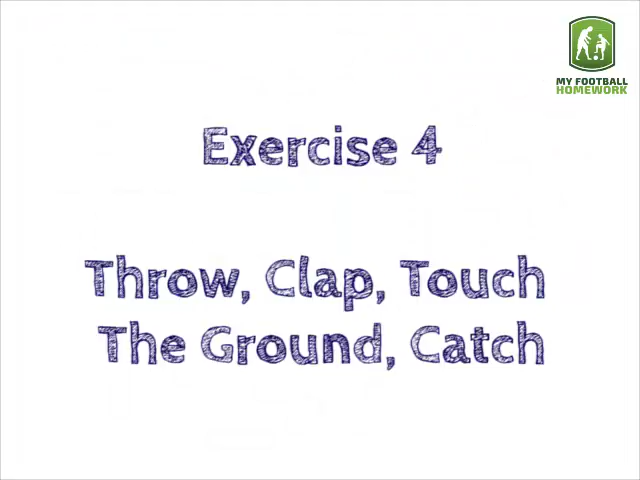 MY FOOTBALL
HOMEWORK
Exercise 4
Throw, Clap, Touch
The Ground, Catch